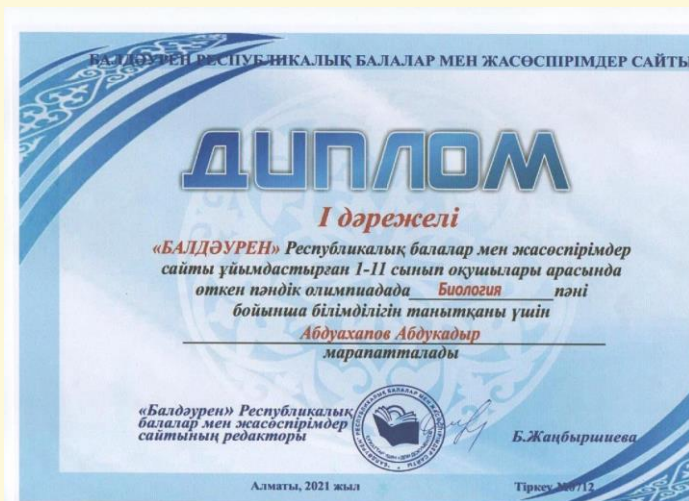 БАЛДӘУРЕН РЕСПУБЛИКАЛЫҚ БАЛАЛАР МЕН ЖАСӨСПІРІМДЕР САЙТЫ
ДИПЛОМ
I дәрежелі
«БАЛДӘУРЕН» Республикалық балалар мен жасөспірімдер
сайты ұйымдастырған 1-11 сынып оқушылары арасында
өткен пәндік олимпиадада Биология пәні
бойынша білімділігін танытқаны үшін
Абдуахапов Абдукадыр
марапатталады
«Балдәурен» Республикалық
балалар мен жасөспірімдер
сайтының редакторы
Б.Жаңбыршиева
Алматы, 2021 жыл
Тіркеу №0712